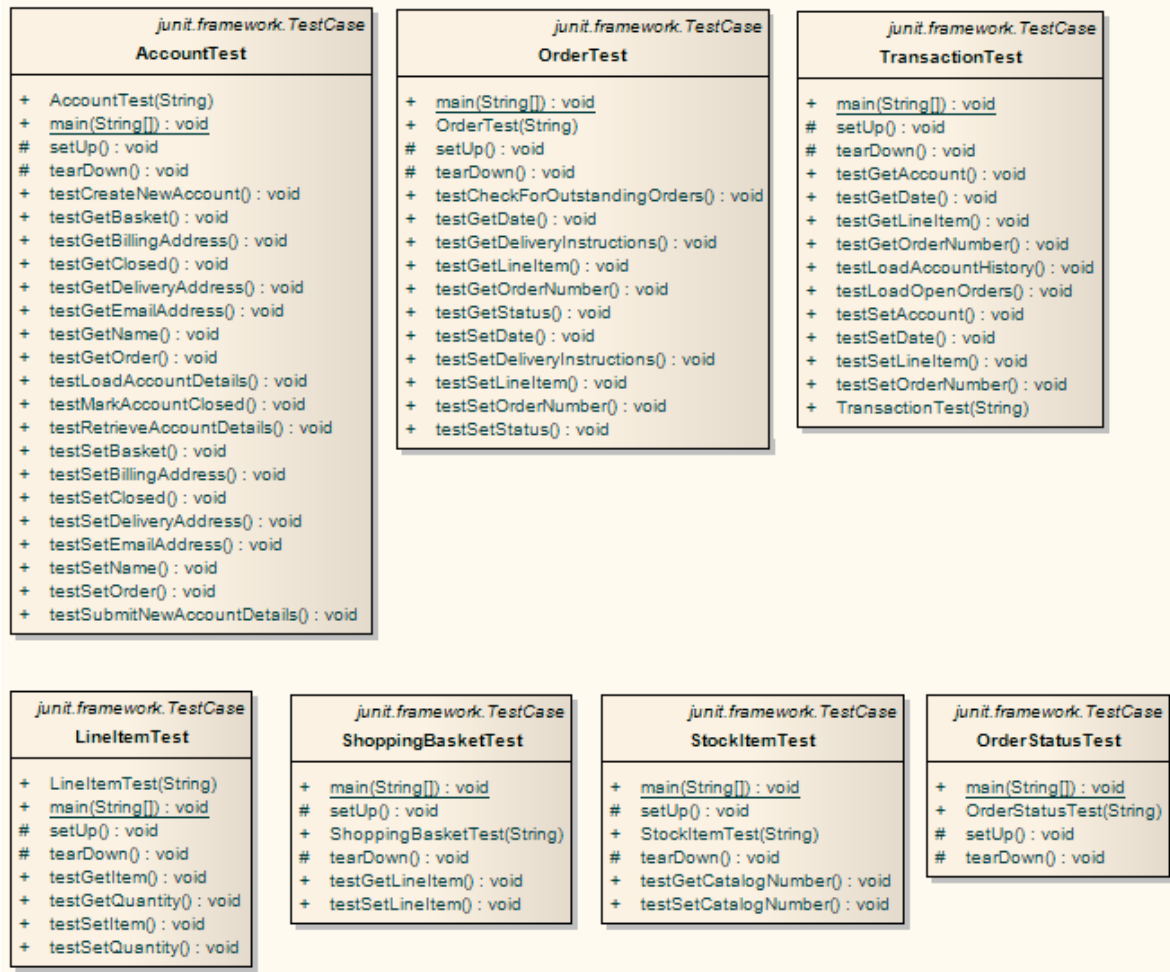 junit.framework.TestCase
AccountTest
+ AccountTest(String)
+ main(String[]) : void
# setUp() : void
# tearDown() : void
+ testCreateNewAccount() : void
+ testGetBasket() : void
+ testGetBillingAddress() : void
+ testGetClosed() : void
+ testGetDeliveryAddress() : void
+ testGetEmailAddress() : void
+ testGetName() : void
+ testGetOrder() : void
+ testLoadAccountDetails() : void
+ testMarkAccountClosed() : void
+ testRetrieveAccountDetails() : void
+ testSetBasket() : void
+ testSetBillingAddress() : void
+ testSetClosed() : void
+ testSetDeliveryAddress() : void
+ testSetEmailAddress() : void
+ testSetName() : void
+ testSetOrder() : void
+ testSubmitNewAccountDetails() : void
junit.framework.TestCase
OrderTest
+ main(String[]) : void
+ OrderTest(String)
# setUp() : void
# tearDown() : void
+ testCheckForOutstandingOrders() : void
+ testGetDate() : void
+ testGetDeliveryInstructions() : void
+ testGetLineItem() : void
+ testGetOrderNumber() : void
+ testGetStatus() : void
+ testSetDate() : void
+ testSetDeliveryInstructions() : void
+ testSetLineItem() : void
+ testSetOrderNumber() : void
+ testSetStatus() : void
junit.framework.TestCase
TransactionTest
+ main(String[]) : void
# setUp() : void
# tearDown() : void
+ testGetAccount() : void
+ testGetDate() : void
+ testGetLineItem() : void
+ testGetOrderNumber() : void
+ testLoadAccountHistory() : void
+ testLoadOpenOrders() : void
+ testSetAccount() : void
+ testSetDate() : void
+ testSetLineItem() : void
+ testSetOrderNumber() : void
+ TransactionTest(String)
junit.framework.TestCase
LineItemTest
+ LineItemTest(String)
+ main(String[]) : void
# setUp() : void
# tearDown() : void
+ testGetItem() : void
+ testGetQuantity() : void
+ testSetItem() : void
+ testSetQuantity() : void
junit.framework.TestCase
ShoppingBasketTest
+ main(String[]) : void
# setUp() : void
+ ShoppingBasketTest(String)
# tearDown() : void
+ testGetLineItem() : void
+ testSetLineItem() : void
junit.framework.TestCase
StockItemTest
+ main(String[]) : void
# setUp() : void
+ StockItemTest(String)
# tearDown() : void
+ testGetCatalogNumber() : void
+ testSetCatalogNumber() : void
junit.framework.TestCase
OrderStatusTest
+ main(String[]) : void
+ OrderStatusTest(String)
# setUp() : void
# tearDown() : void